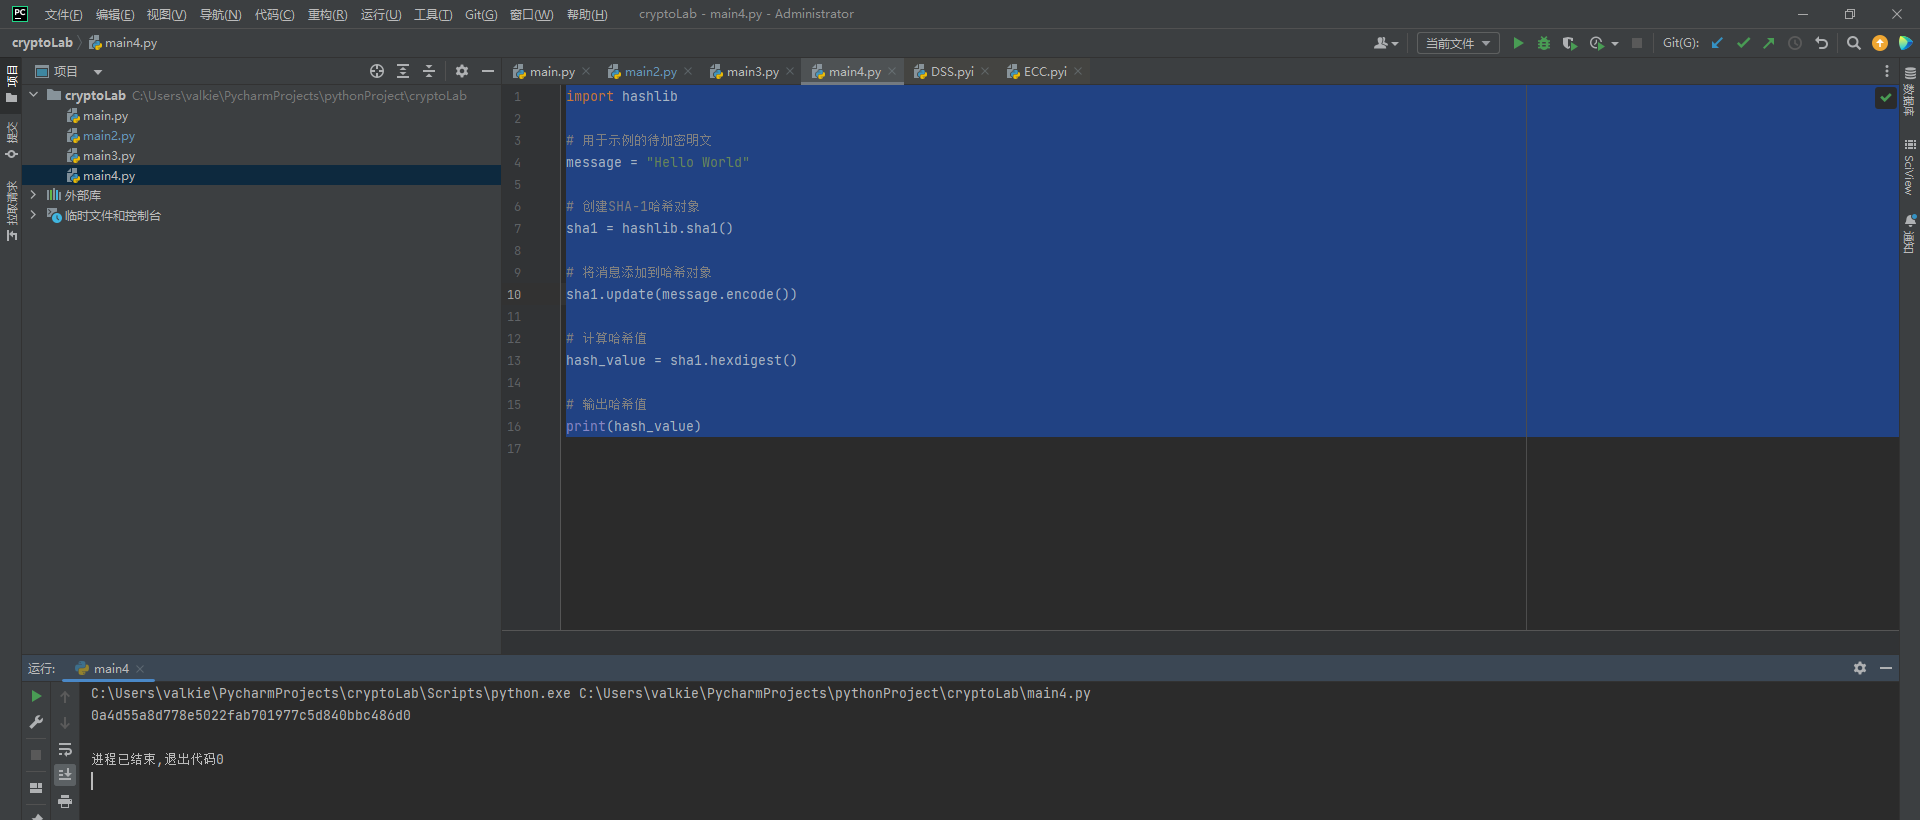 PC 文件(F) 编辑(E) 视图(V) 导航(N) 代码(C) 重构(R) 运行(U) 工具(T) Git(G) 窗口(W) 帮助(H) cryptoLab - main4.py - Administrator
cryptoLab main4.py 当前文件 Git(G):
项目
提交
拉取请求
项目
cryptoLab C:\Users\valkie\PycharmProjects\pythonProject\cryptoLab
main.py
main2.py
main3.py
main4.py
外部库
临时文件和控制台
main.py main2.py main3.py main4.py DSS.pyi ECC.pyi
1 import hashlib
2
3 # 用于示例的待加密明文
4 message = "Hello World"
5
6 # 创建SHA-1哈希对象
7 sha1 = hashlib.sha1()
8
9 # 将消息添加到哈希对象
10 sha1.update(message.encode())
11
12 # 计算哈希值
13 hash_value = sha1.hexdigest()
14
15 # 输出哈希值
16 print(hash_value)
17
数据库
SciView
通知
运行: main4
C:\Users\valkie\PycharmProjects\cryptoLab\Scripts\python.exe C:\Users\valkie\PycharmProjects\pythonProject\cryptoLab\main4.py
0a4d55a8d778e5022fab701977c5d840bbc486d0
进程已结束,退出代码0